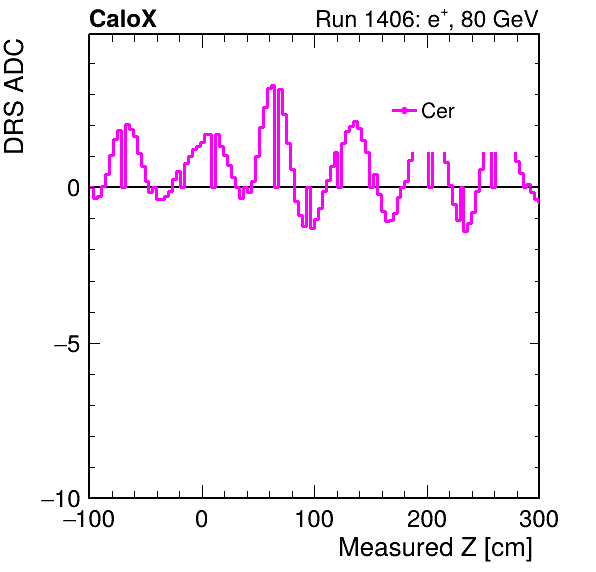 CaloX
Run 1406: e⁺, 80 GeV
DRS ADC
Cer
0
−5
−10
−100 0 100 200 300
Measured Z [cm]